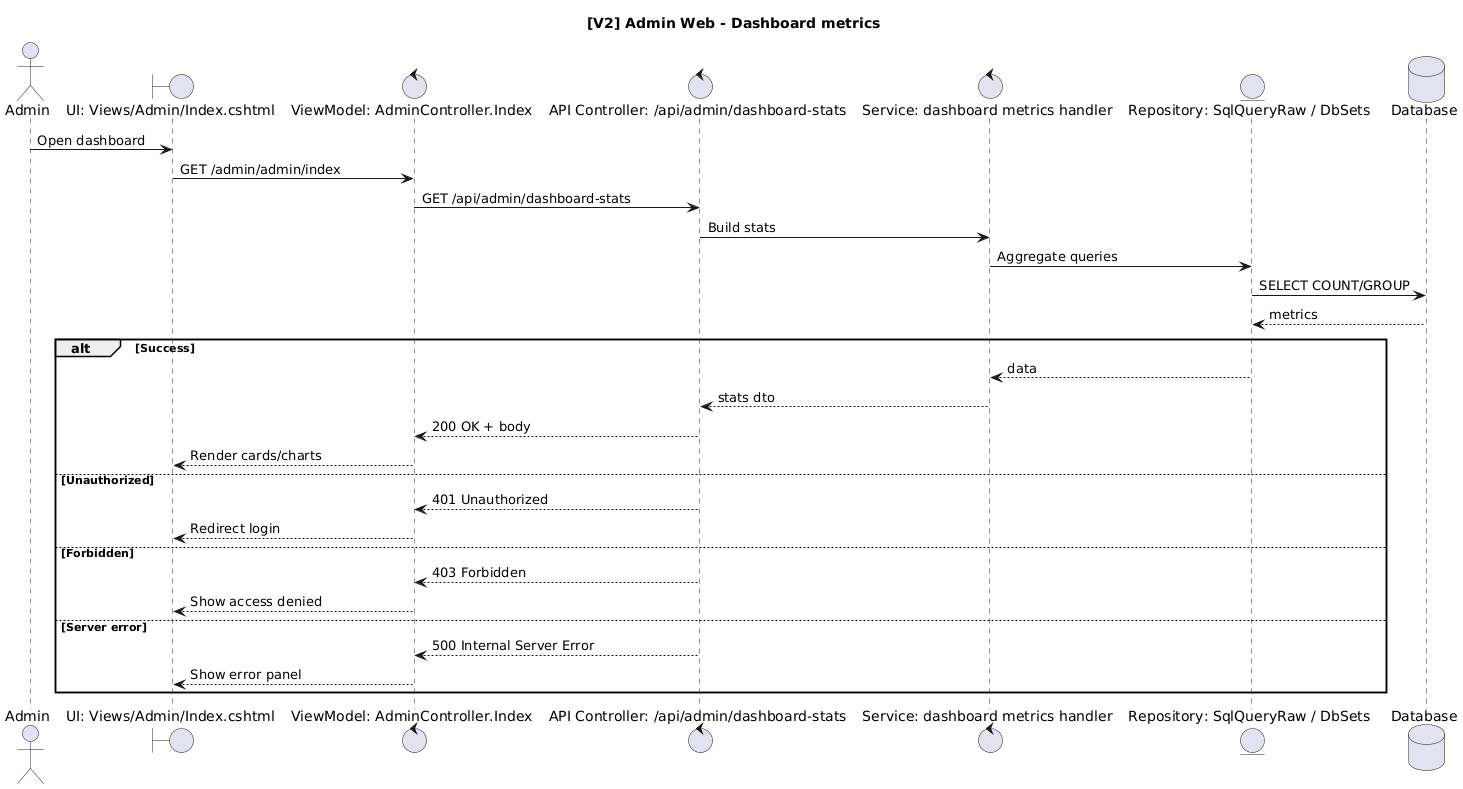 [V2] Admin Web - Dashboard metrics
Admin
UI: Views/Admin/Index.cshtml
ViewModel: AdminController.Index
API Controller: /api/admin/dashboard-stats
Service: dashboard metrics handler
Repository: SqlQueryRaw / DbSets
Database
Open dashboard
GET /admin/admin/index
GET /api/admin/dashboard-stats
Build stats
Aggregate queries
SELECT COUNT/GROUP
metrics
alt
[Success]
data
stats dto
200 OK + body
Render cards/charts
[Unauthorized]
401 Unauthorized
Redirect login
[Forbidden]
403 Forbidden
Show access denied
[Server error]
500 Internal Server Error
Show error panel
Admin
UI: Views/Admin/Index.cshtml
ViewModel: AdminController.Index
API Controller: /api/admin/dashboard-stats
Service: dashboard metrics handler
Repository: SqlQueryRaw / DbSets
Database